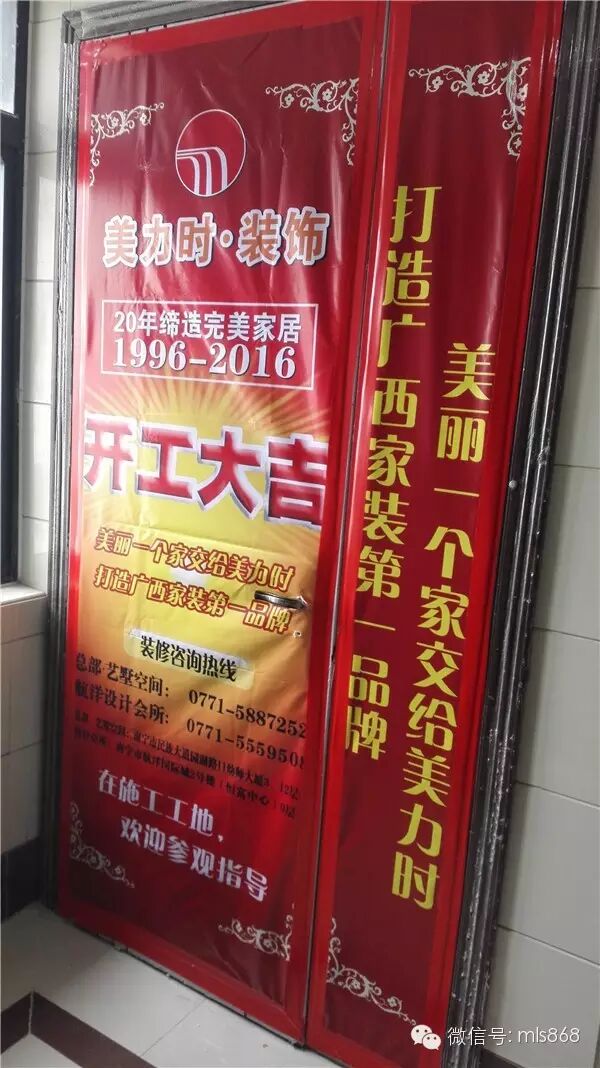 美力时·装饰
20年缔造完美家居
1996-2016
开工大吉
美丽一个家交给美力时
打造广西家装第一品牌
装修咨询热线
总部·艺墅空间: 0771-5887252
航洋设计会所: 0771-5559508
在施工工地,
欢迎参观指导
美丽一个家交给美力时
打造广西家装第一品牌
微信号: mls868